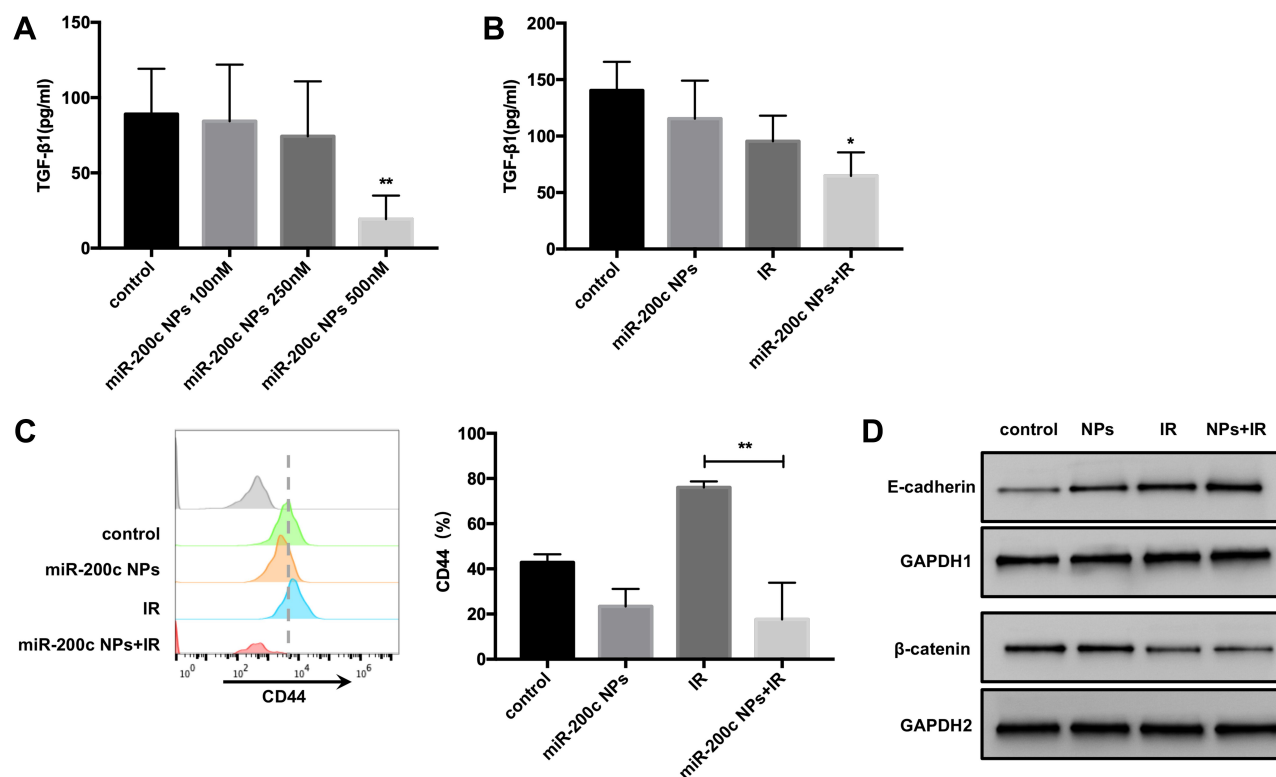 A
TGF-β1(pg/ml)
150
100
50
0
control
miR-200c NPs 100nM
miR-200c NPs 250nM
miR-200c NPs 500nM
**
B
TGF-β1(pg/ml)
200
150
100
50
0
control
miR-200c NPs
IR
miR-200c NPs+IR
*
C
control
miR-200c NPs
IR
miR-200c NPs+IR
10⁰ 10² 10⁴ 10⁶
CD44
CD44 (%)
100
80
60
40
20
0
control
miR-200c NPs
IR
miR-200c NPs+IR
**
D
control NPs IR NPs+IR
E-cadherin
GAPDH1
β-catenin
GAPDH2